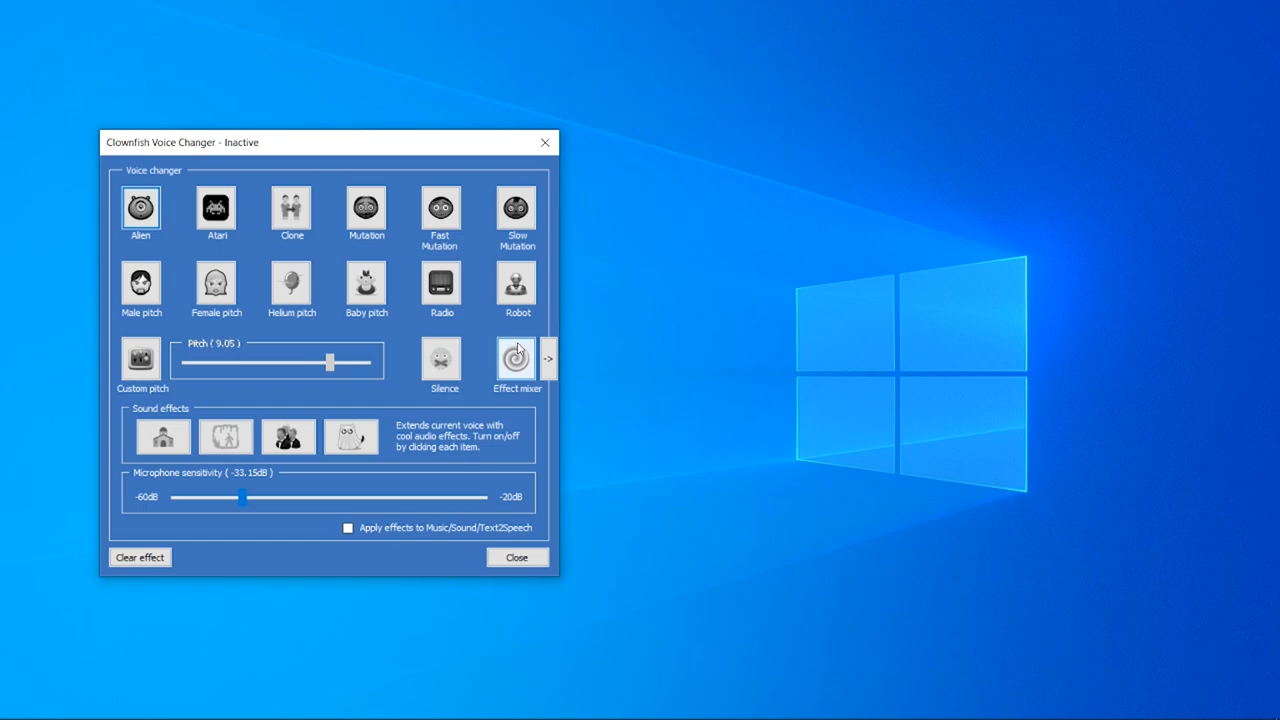 Clownfish Voice Changer - Inactive
Voice changer
Alien
Atari
Clone
Mutation
Fast
Mutation
Slow
Mutation
Male pitch
Female pitch
Helium pitch
Baby pitch
Radio
Robot
Pitch ( 9.05 )
->
Custom pitch
Silence
Effect mixer
Sound effects
Extends current voice with
cool audio effects. Turn on/off
by clicking each item.
Microphone sensitivity ( -33.15dB )
-60dB
-20dB
Apply effects to Music/Sound/Text2Speech
Clear effect
Close